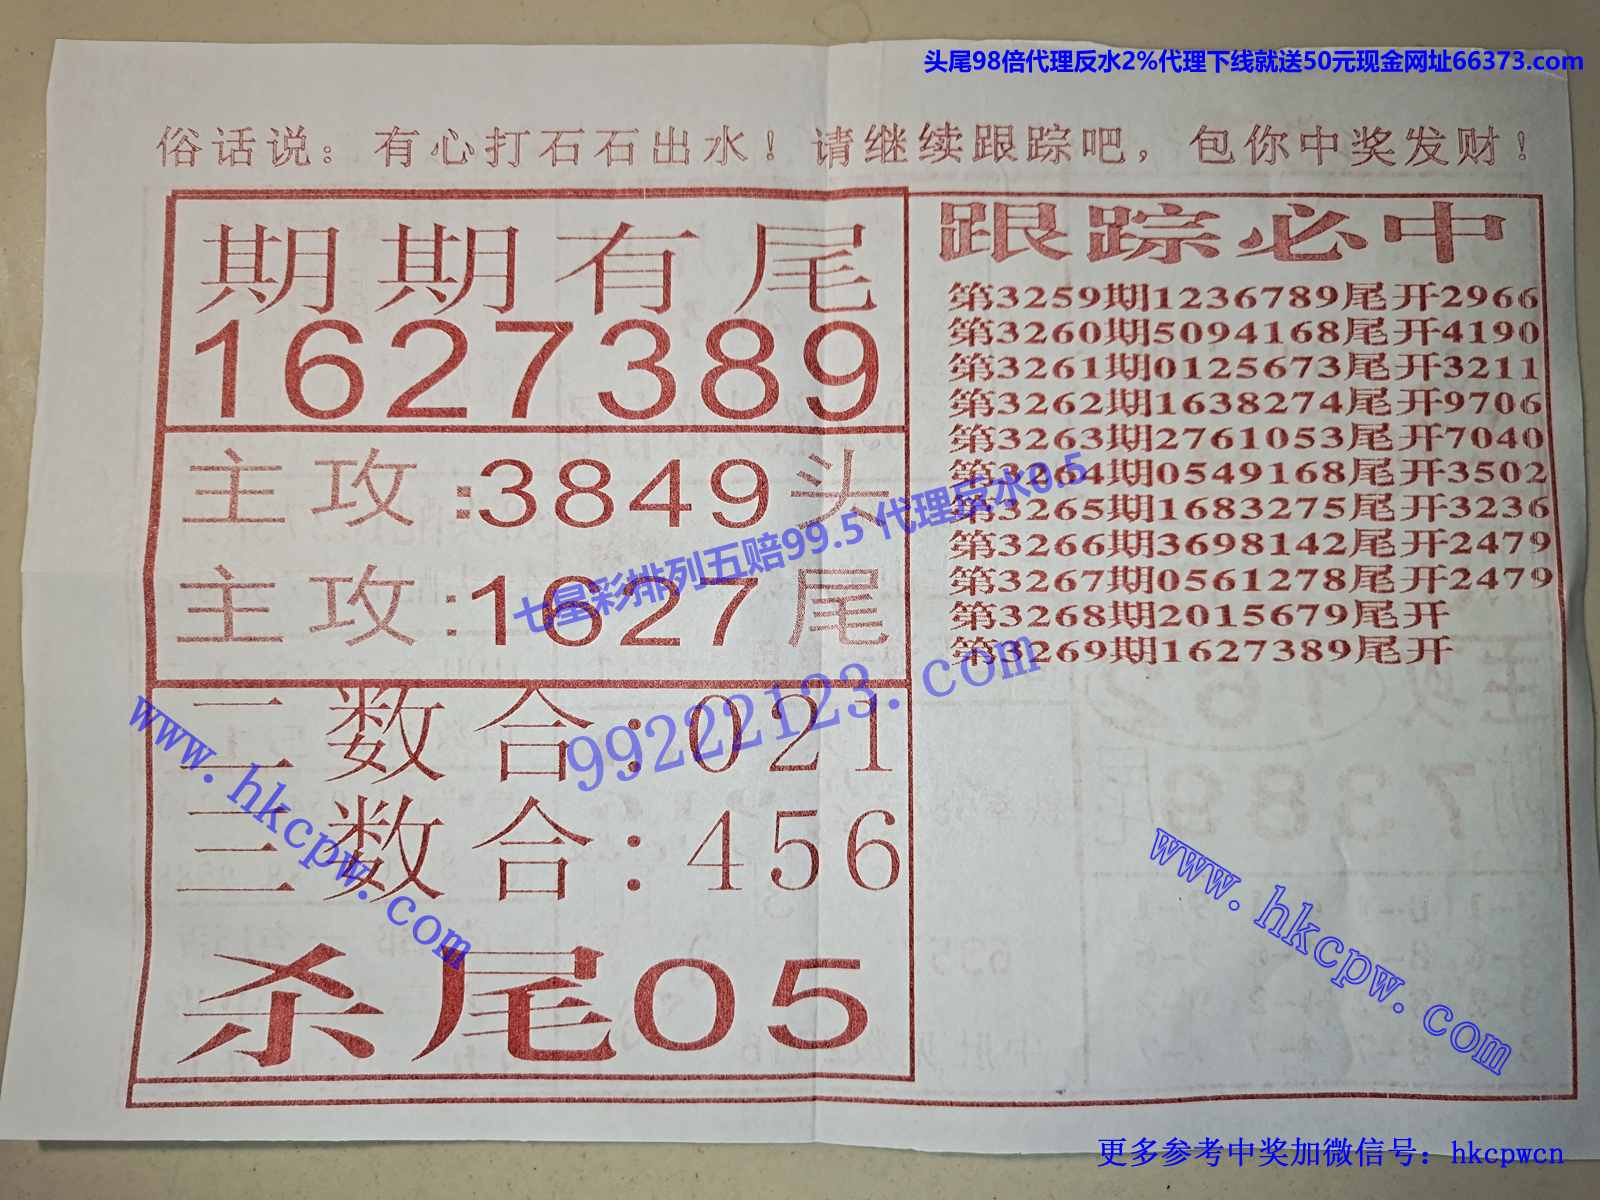 头尾98倍代理反水2%代理下线就送50元现金网址66373.com
俗话说：有心打石石出水！请继续跟踪吧，包你中奖发财！
期期有尾
1627389
主攻:3849头
主攻:1627尾
二数合:021
三数合:456
杀尾05
跟踪必中
第3259期1236789尾开2966
第3260期5094168尾开4190
第3261期0125673尾开3211
第3262期1638274尾开9706
第3263期2761053尾开7040
第3264期0549168尾开3502
第3265期1683275尾开3236
第3266期3698142尾开2479
第3267期0561278尾开2479
第3268期2015679尾开
第3269期1627389尾开
七星彩排列五赔99.5代理反水0.5
99222123.com
www.hkcpw.com
www.hkcpw.com
更多参考中奖加微信号：hkcpwcn